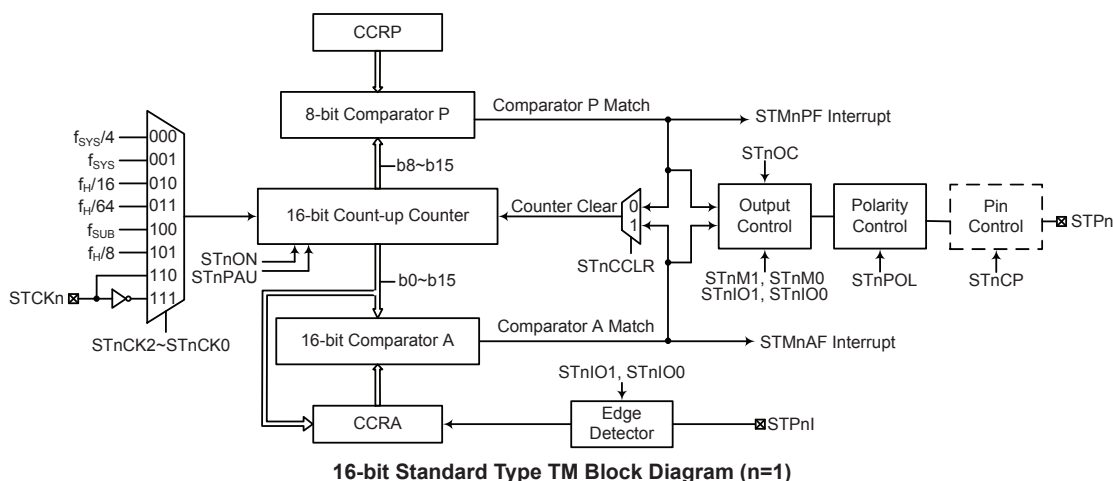 CCRP
8-bit Comparator P
Comparator P Match
STMnPF Interrupt
b8~b15
STnOC
fSYS/4
000
fSYS
001
fH/16
010
fH/64
011
fSUB
100
fH/8
101
110
111
STCKn
STnCK2~STnCK0
16-bit Count-up Counter
Counter Clear
0
1
STnCCLR
Output
Control
Polarity
Control
Pin
Control
STPn
STnON
STnPAU
STnM1, STnM0
STnIO1, STnIO0
STnPOL
STnCP
b0~b15
16-bit Comparator A
Comparator A Match
STMnAF Interrupt
STnIO1, STnIO0
CCRA
Edge
Detector
STPnI
16-bit Standard Type TM Block Diagram (n=1)